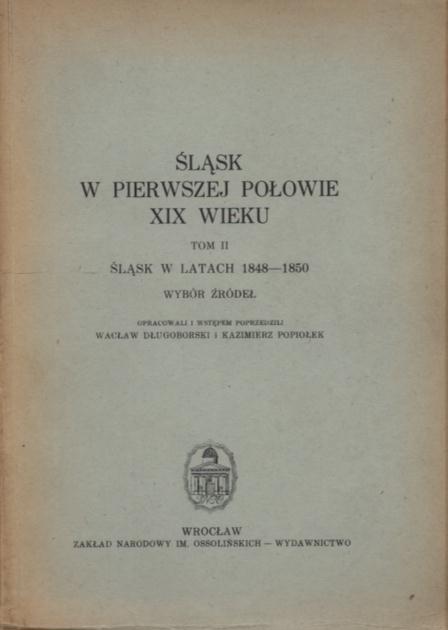 ŚLĄSK
W PIERWSZEJ POŁOWIE
XIX WIEKU
TOM II
ŚLĄSK W LATACH 1848—1850
WYBÓR ŹRÓDEŁ
OPRACOWALI I WSTĘPEM POPRZEDZILI
WACŁAW DŁUGOBORSKI i KAZIMIERZ POPIOŁEK
WROCŁAW
ZAKŁAD NARODOWY IM. OSSOLIŃSKICH — WYDAWNICTWO